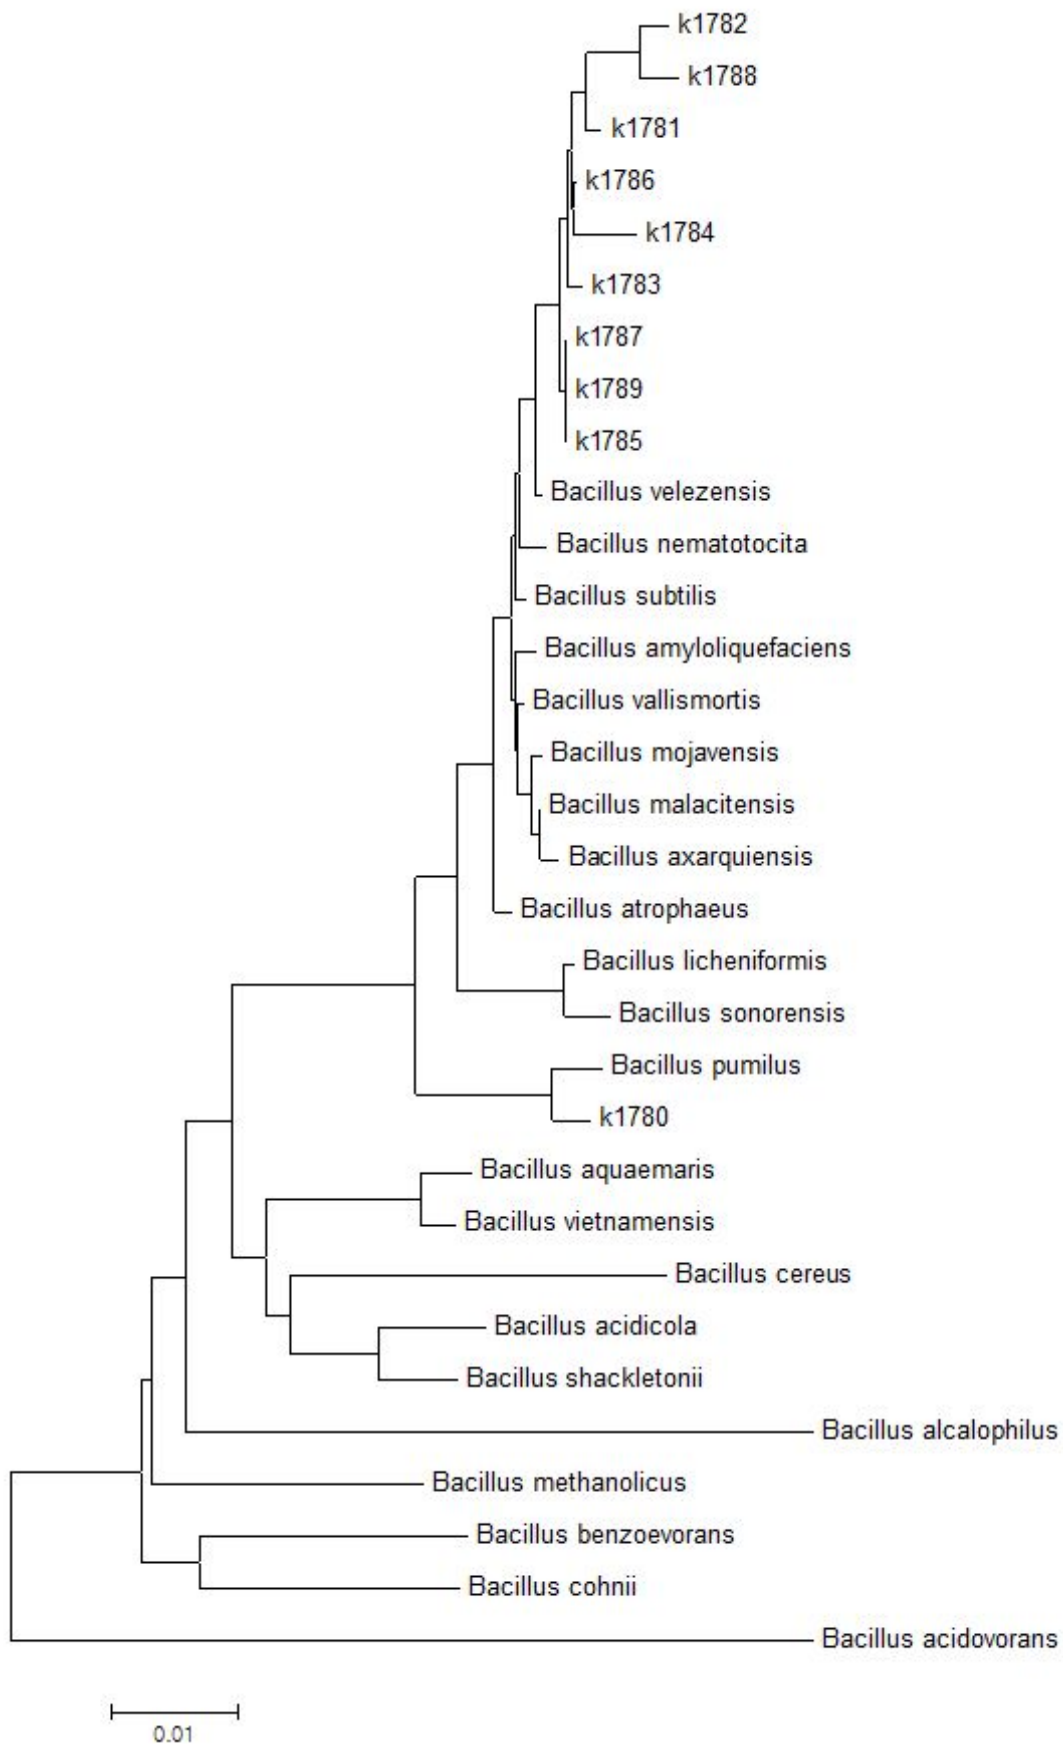 k1782
k1788
k1781
k1786
k1784
k1783
k1787
k1789
k1785
Bacillus velezensis
Bacillus nematotocita
Bacillus subtilis
Bacillus amyloliquefaciens
Bacillus vallismortis
Bacillus mojavensis
Bacillus malacitensis
Bacillus axarquiensis
Bacillus atrophaeus
Bacillus licheniformis
Bacillus sonorensis
Bacillus pumilus
k1780
Bacillus aquaemaris
Bacillus vietnamensis
Bacillus cereus
Bacillus acidicola
Bacillus shackletonii
Bacillus alcalophilus
Bacillus methanolicus
Bacillus benzoevorans
Bacillus cohnii
Bacillus acidovorans
0.01